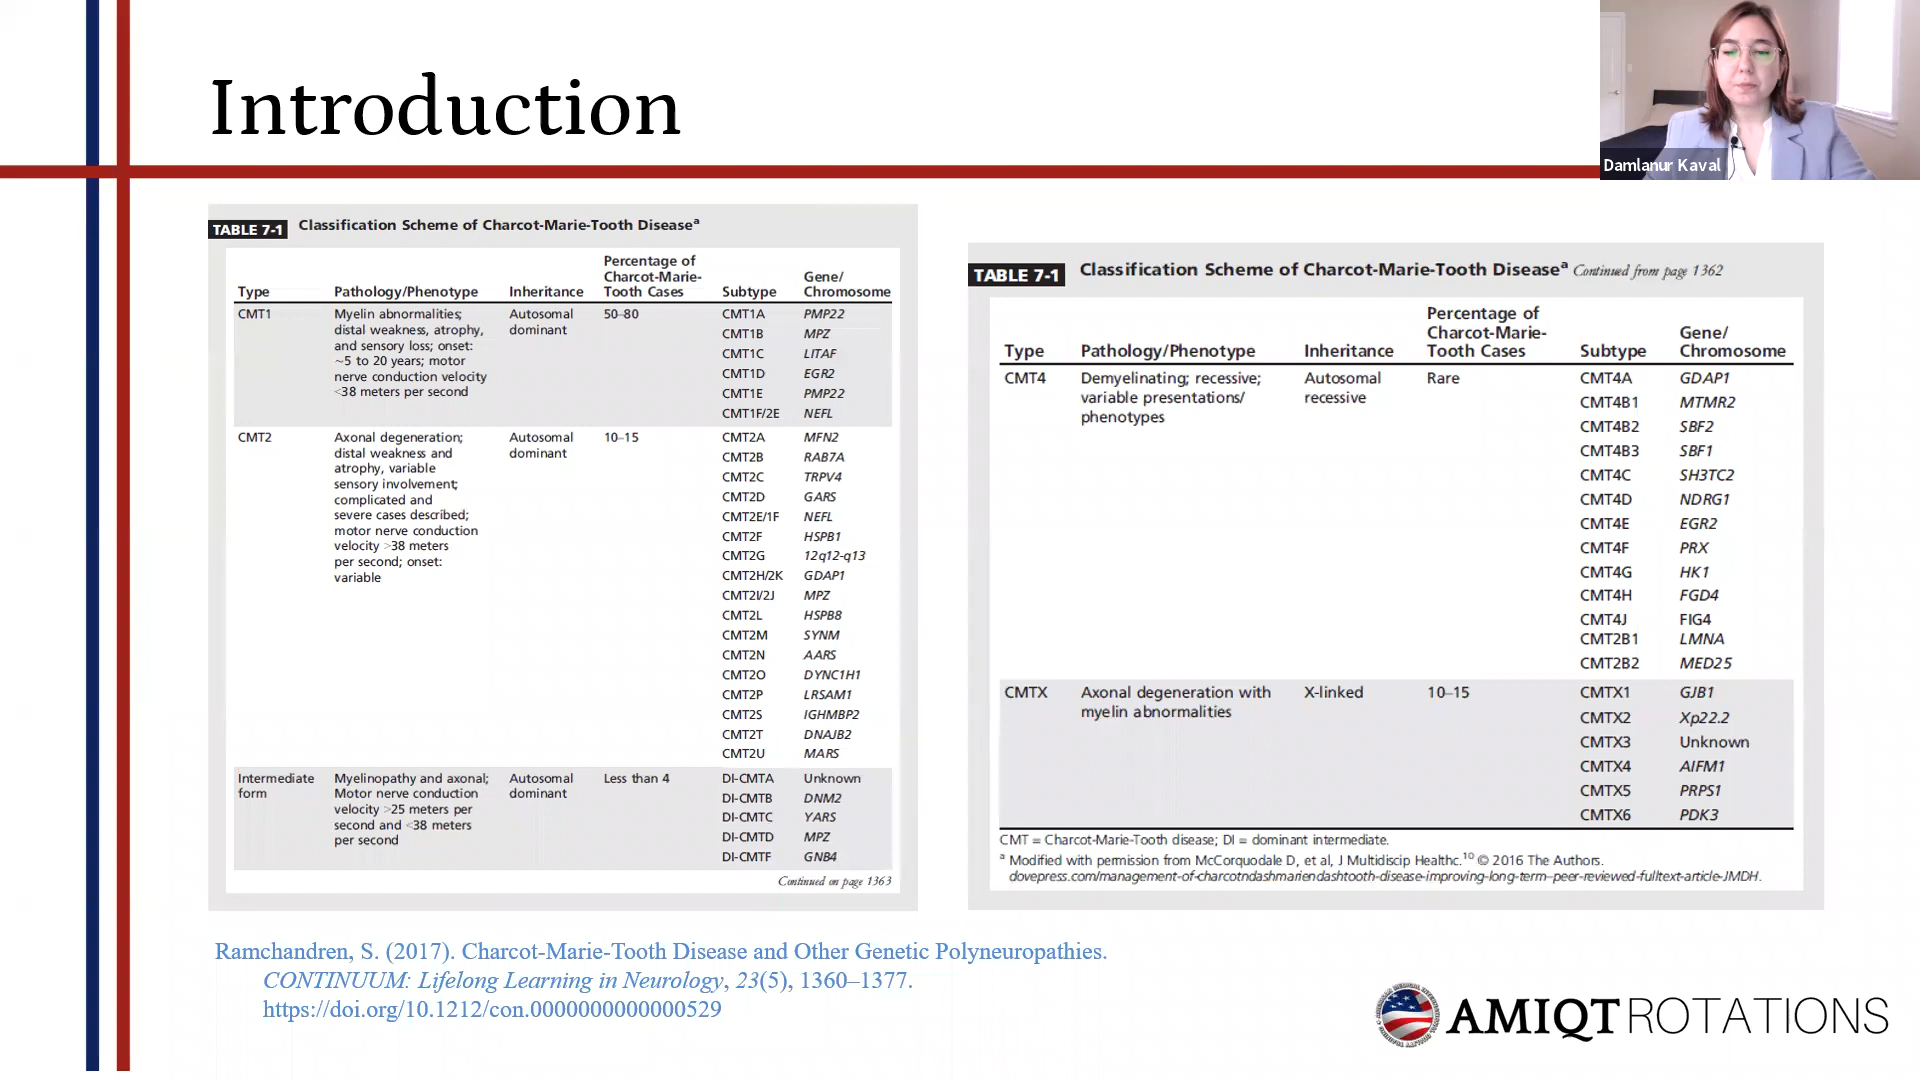 Introduction
Damlanur Kaval
TABLE 7-1 Classification Scheme of Charcot-Marie-Tooth Diseaseᵃ
Percentage of
Charcot-Marie- Gene/
Type Pathology/Phenotype Inheritance Tooth Cases Subtype Chromosome
CMT1 Myelin abnormalities; Autosomal 50–80 CMT1A PMP22
distal weakness, atrophy, dominant CMT1B MPZ
and sensory loss; onset: CMT1C LITAF
~5 to 20 years; motor CMT1D EGR2
nerve conduction velocity CMT1E PMP22
<38 meters per second CMT1F/2E NEFL
CMT2 Axonal degeneration; Autosomal 10–15 CMT2A MFN2
distal weakness and dominant CMT2B RAB7A
atrophy, variable CMT2C TRPV4
sensory involvement; CMT2D GARS
complicated and CMT2E/1F NEFL
severe cases described; CMT2F HSPB1
motor nerve conduction CMT2G 12q12-q13
velocity >38 meters CMT2H/2K GDAP1
per second; onset: CMT2I/2J MPZ
variable CMT2L HSPB8
CMT2M SYNM
CMT2N AARS
CMT2O DYNC1H1
CMT2P LRSAM1
CMT2S IGHMBP2
CMT2T DNAJB2
CMT2U MARS
Intermediate Myelinopathy and axonal; Autosomal Less than 4 DI-CMTA Unknown
form Motor nerve conduction dominant DI-CMTB DNM2
velocity >25 meters per DI-CMTC YARS
second and <38 meters DI-CMTD MPZ
per second DI-CMTF GNB4
Continued on page 1363
TABLE 7-1 Classification Scheme of Charcot-Marie-Tooth Diseaseᵃ Continued from page 1362
Percentage of
Charcot-Marie- Gene/
Type Pathology/Phenotype Inheritance Tooth Cases Subtype Chromosome
CMT4 Demyelinating; recessive; Autosomal Rare CMT4A GDAP1
variable presentations/ recessive CMT4B1 MTMR2
phenotypes CMT4B2 SBF2
CMT4B3 SBF1
CMT4C SH3TC2
CMT4D NDRG1
CMT4E EGR2
CMT4F PRX
CMT4G HK1
CMT4H FGD4
CMT4J FIG4
CMT2B1 LMNA
CMT2B2 MED25
CMTX Axonal degeneration with X-linked 10–15 CMTX1 GJB1
myelin abnormalities CMTX2 Xp22.2
CMTX3 Unknown
CMTX4 AIFM1
CMTX5 PRPS1
CMTX6 PDK3
CMT = Charcot-Marie-Tooth disease; DI = dominant intermediate.
ᵃ Modified with permission from McCorquodale D, et al, J Multidiscip Healthc.¹⁰ © 2016 The Authors.
dovepress.com/management-of-charcotndashmariendashtooth-disease-improving-long-term-peer-reviewed-fulltext-article-JMDH.
Ramchandren, S. (2017). Charcot-Marie-Tooth Disease and Other Genetic Polyneuropathies.
CONTINUUM: Lifelong Learning in Neurology, 23(5), 1360–1377.
https://doi.org/10.1212/con.0000000000000529
AMIQT ROTATIONS